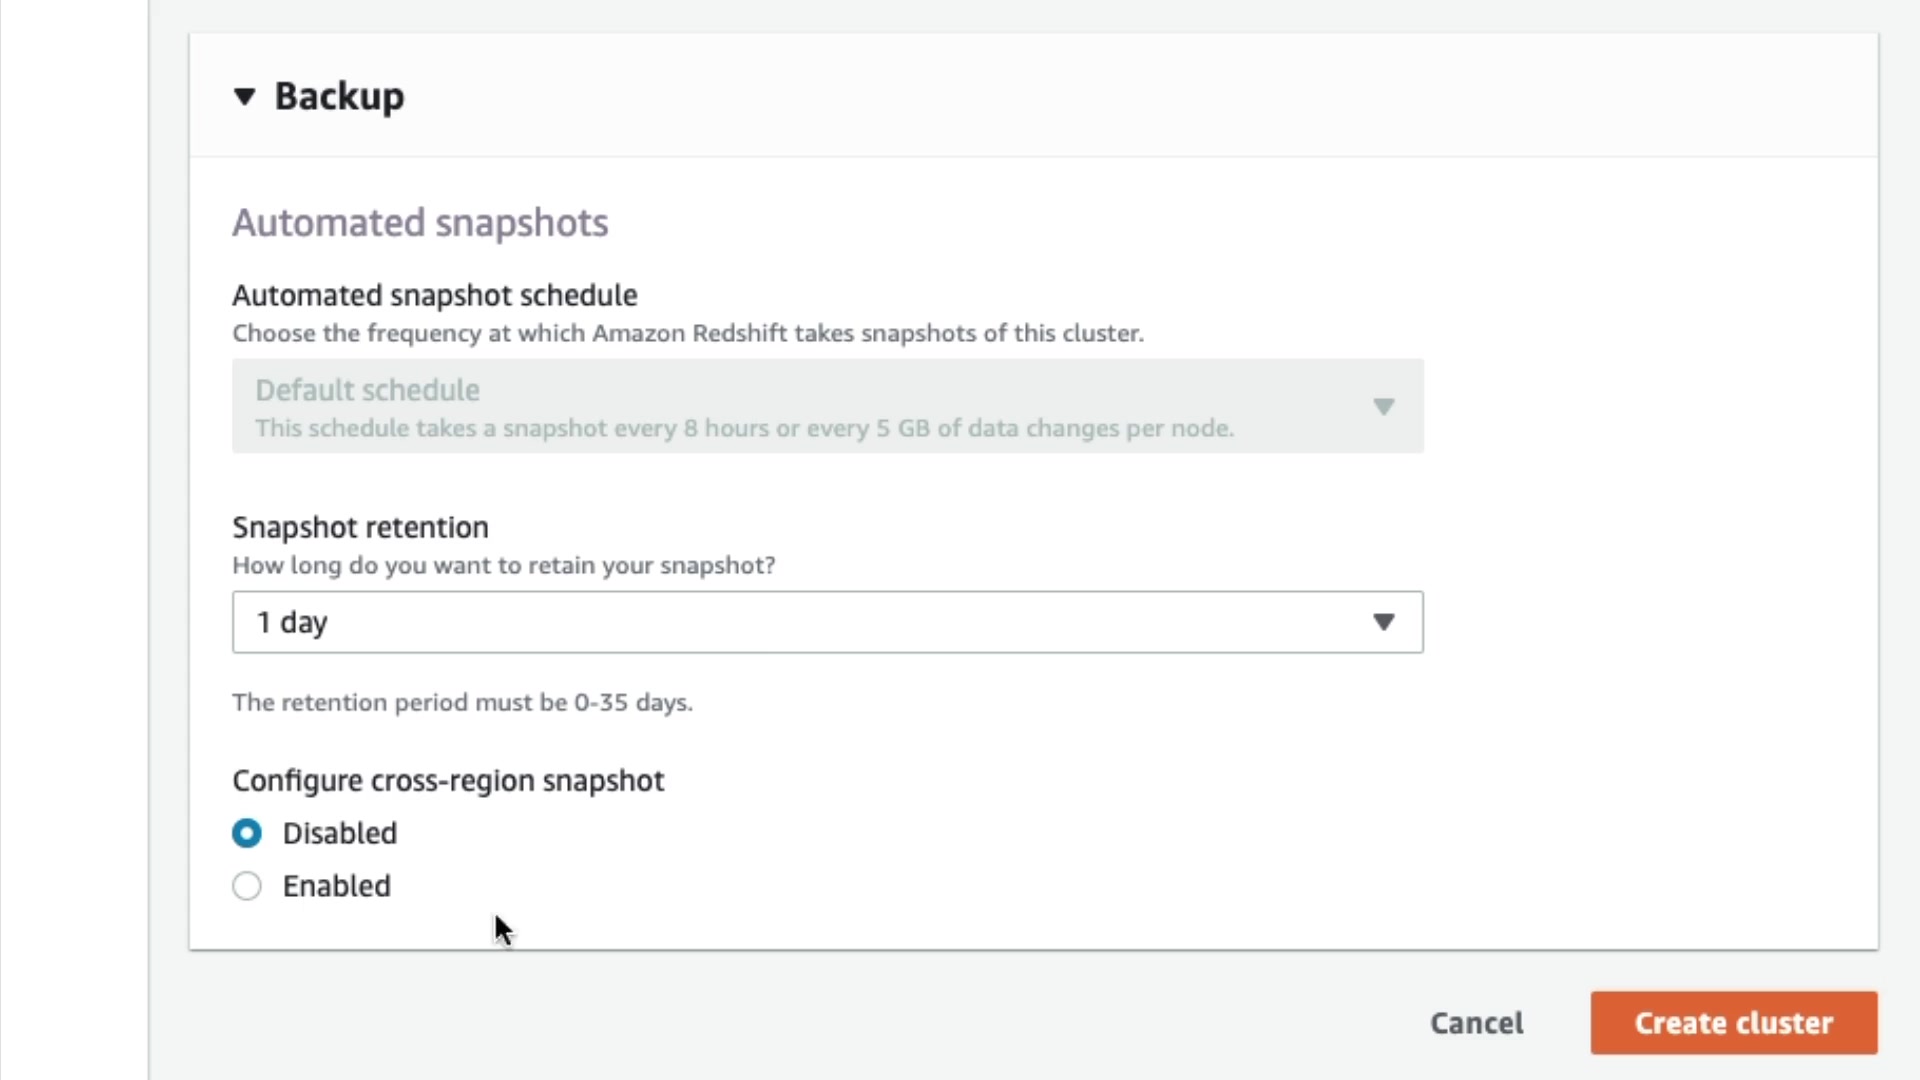 Backup
Automated snapshots
Automated snapshot schedule
Choose the frequency at which Amazon Redshift takes snapshots of this cluster.
Default schedule
This schedule takes a snapshot every 8 hours or every 5 GB of data changes per node.
Snapshot retention
How long do you want to retain your snapshot?
1 day
The retention period must be 0-35 days.
Configure cross-region snapshot
Disabled
Enabled
Cancel
Create cluster